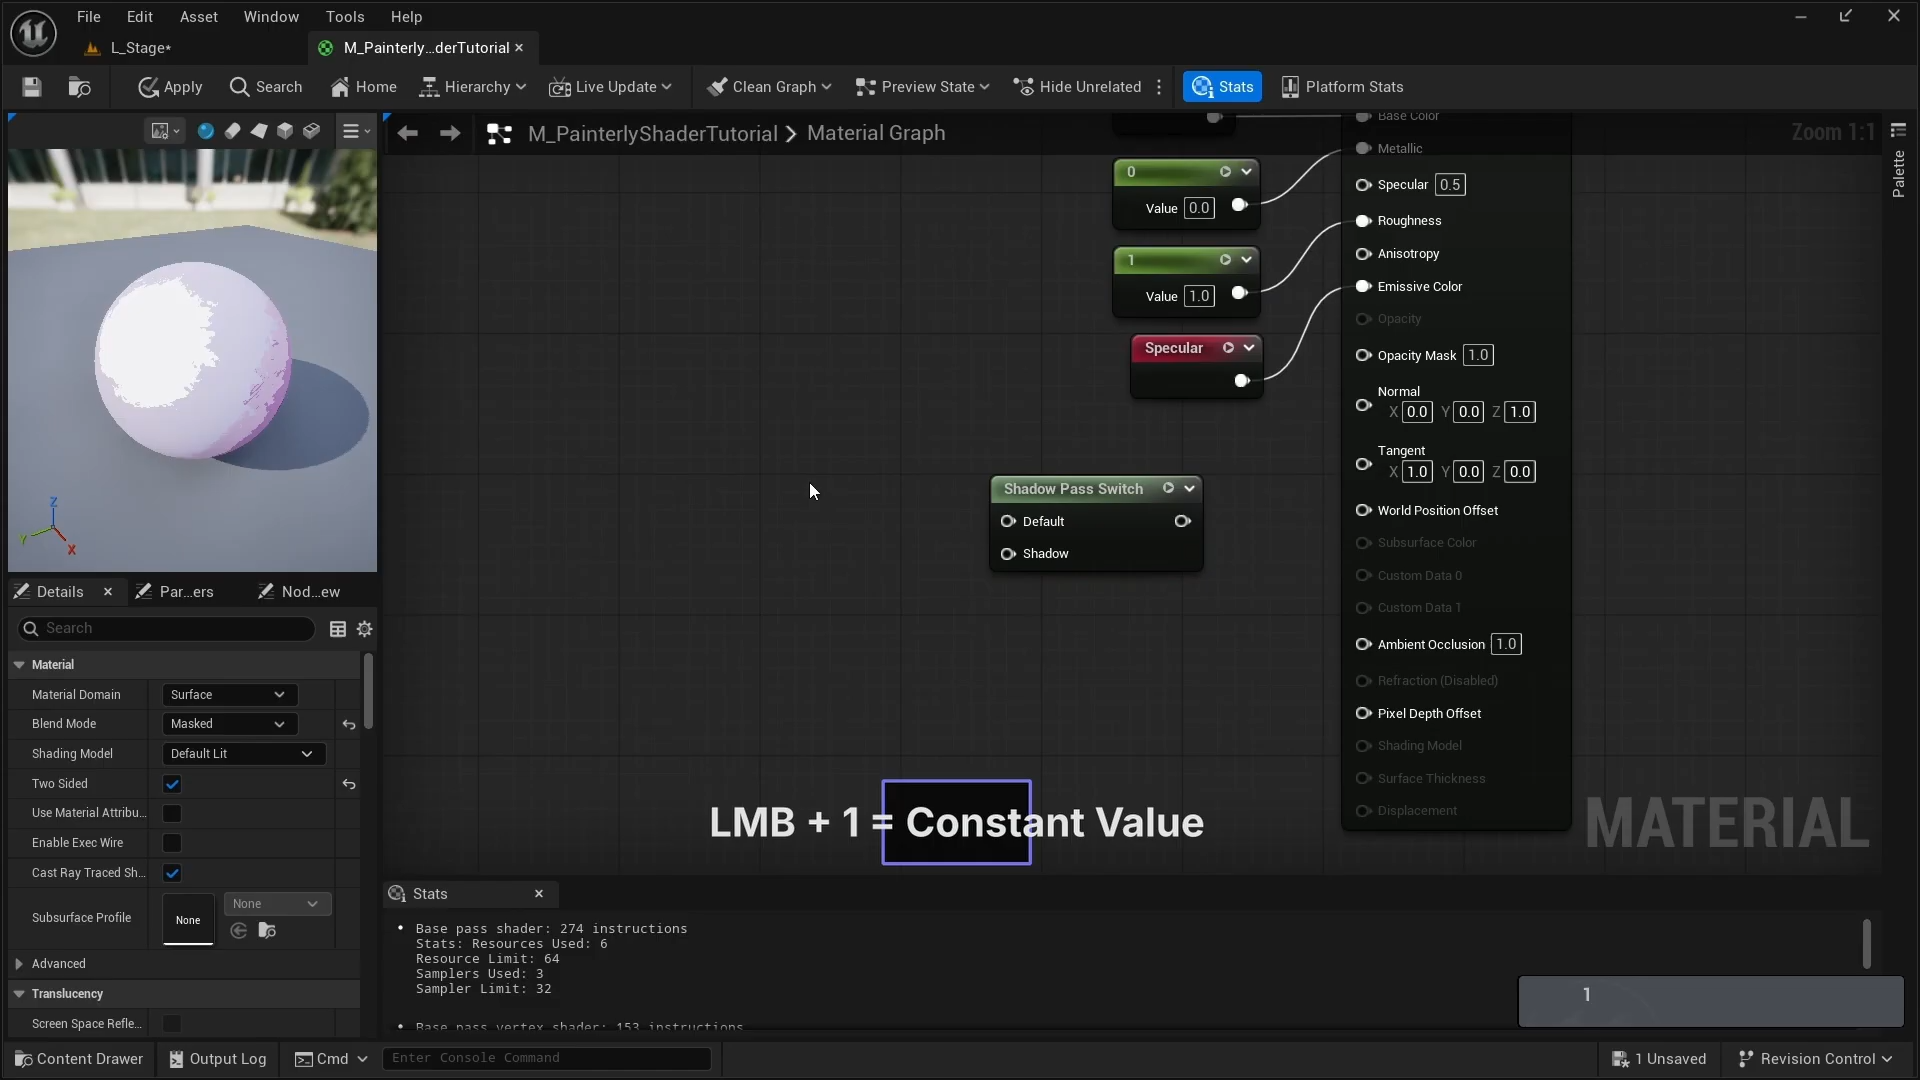 File Edit Asset Window Tools Help
L_Stage*
M_Painterly...derTutorial
Apply Search Home Hierarchy Live Update Clean Graph Preview State Hide Unrelated Stats Platform Stats
M_PainterlyShaderTutorial > Material Graph
Zoom 1:1
Palette
Base Color
Metallic
Specular 0.5
Roughness
Anisotropy
Emissive Color
Opacity
Opacity Mask 1.0
Normal
X 0.0 Y 0.0 Z 1.0
Tangent
X 1.0 Y 0.0 Z 0.0
World Position Offset
Subsurface Color
Custom Data 0
Custom Data 1
Ambient Occlusion 1.0
Refraction (Disabled)
Pixel Depth Offset
Shading Model
Surface Thickness
Displacement
0
Value 0.0
1
Value 1.0
Specular
Shadow Pass Switch
Default
Shadow
LMB + 1 = Constant Value
MATERIAL
Z
Y
X
Details Par...ers Nod...ew
Search
Material
Material Domain Surface
Blend Mode Masked
Shading Model Default Lit
Two Sided
Use Material Attribu...
Enable Exec Wire
Cast Ray Traced Sh...
Subsurface Profile None None
Advanced
Translucency
Screen Space Refle...
Stats
Base pass shader: 274 instructions
Stats: Resources Used: 6
Resource Limit: 64
Samplers Used: 3
Sampler Limit: 32
Base pass vertex shader: 153 instructions
1
Content Drawer Output Log Cmd Enter Console Command 1 Unsaved Revision Control